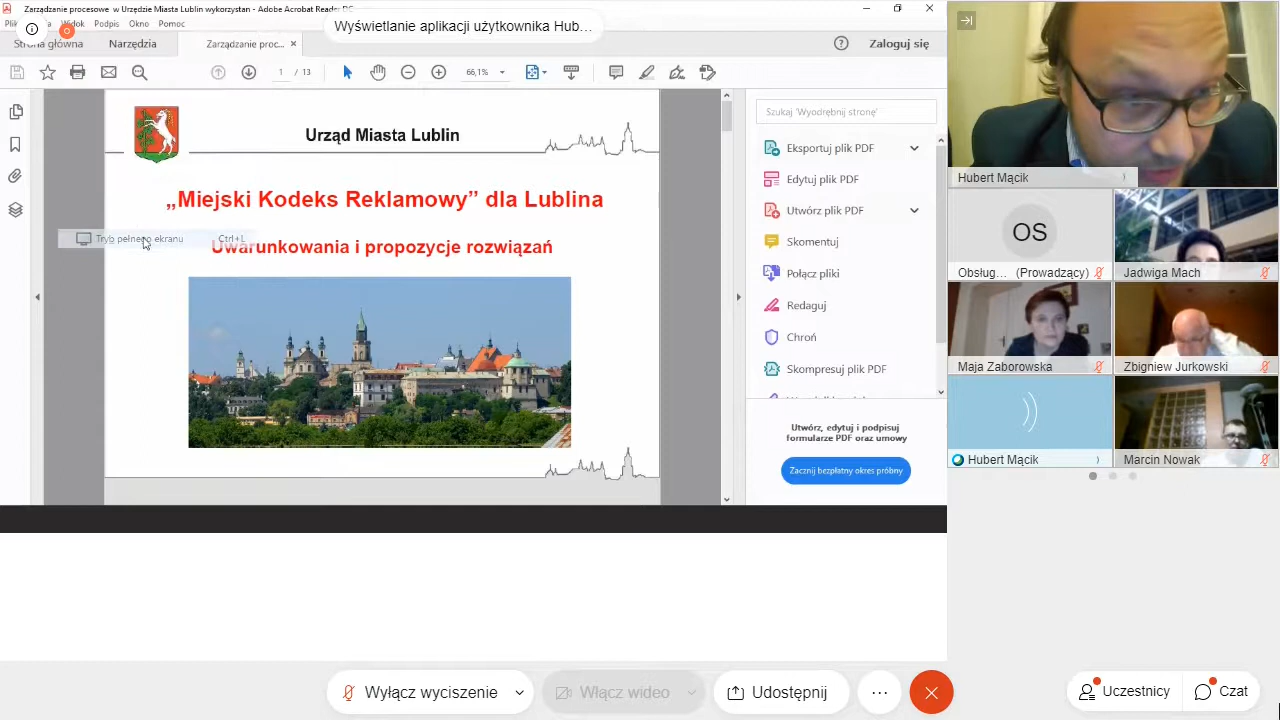 Zarządzanie procesowe w Urzędzie Miasta Lublin wykorzystan - Adobe Acrobat Reader
Widok Podpis Okno Pomoc
Wyświetlanie aplikacji użytkownika Hub...
Strona główna Narzędzia Zarządzanie proc... Zaloguj się
1 / 13 66,1%
Urząd Miasta Lublin
„Miejski Kodeks Reklamowy” dla Lublina
Uwarunkowania i propozycje rozwiązań
Tryb pełnego ekranu Ctrl+L
Szukaj 'Wyodrębnij stronę'
Eksportuj plik PDF
Edytuj plik PDF
Utwórz plik PDF
Skomentuj
Połącz pliki
Redaguj
Chroń
Skompresuj plik PDF
Utwórz, edytuj i podpisuj
formularze PDF oraz umowy
Zacznij bezpłatny okres próbny
Hubert Mącik
OS
Obsług... (Prowadzący)
Jadwiga Mach
Maja Zaborowska
Zbigniew Jurkowski
Hubert Mącik
Marcin Nowak
Wyłącz wyciszenie
Włącz wideo
Udostępnij
Uczestnicy
Czat